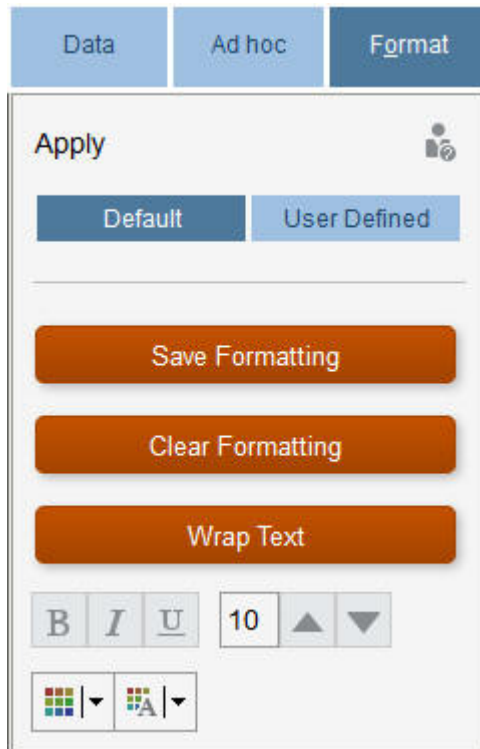 Data Ad hoc Format
Apply
Default User Defined
Save Formatting
Clear Formatting
Wrap Text
B I U 10
A